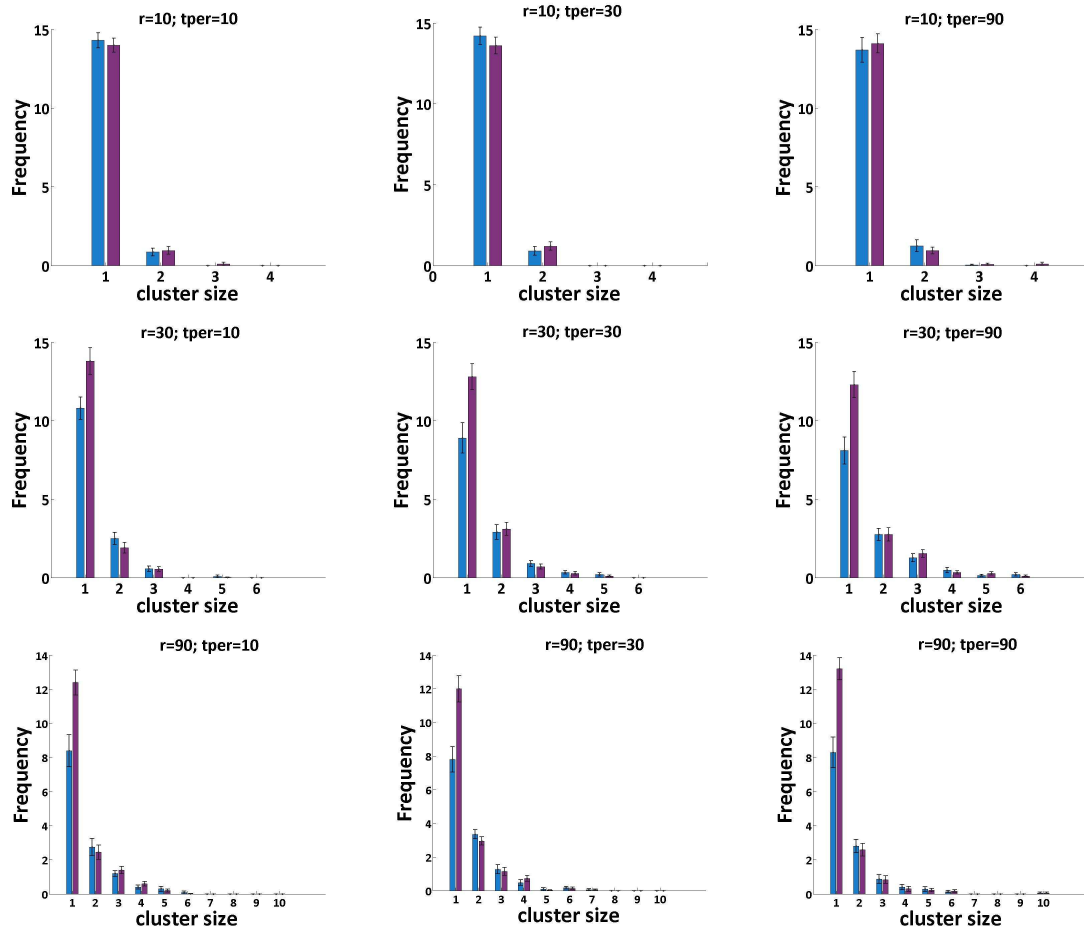 r=10; tper=10
15
10
5
0
Frequency
1 2 3 4
cluster size
r=10; tper=30
15
10
5
0
Frequency
0 1 2 3 4
cluster size
r=10; tper=90
15
10
5
0
Frequency
1 2 3 4
cluster size
r=30; tper=10
15
10
5
0
Frequency
1 2 3 4 5 6
cluster size
r=30; tper=30
15
10
5
0
Frequency
1 2 3 4 5 6
cluster size
r=30; tper=90
15
10
5
0
Frequency
1 2 3 4 5 6
cluster size
r=90; tper=10
14
12
10
8
6
4
2
0
Frequency
1 2 3 4 5 6 7 8 9 10
cluster size
r=90; tper=30
14
12
10
8
6
4
2
0
Frequency
1 2 3 4 5 6 7 8 9 10
cluster size
r=90; tper=90
14
12
10
8
6
4
2
0
Frequency
1 2 3 4 5 6 7 8 9 10
cluster size